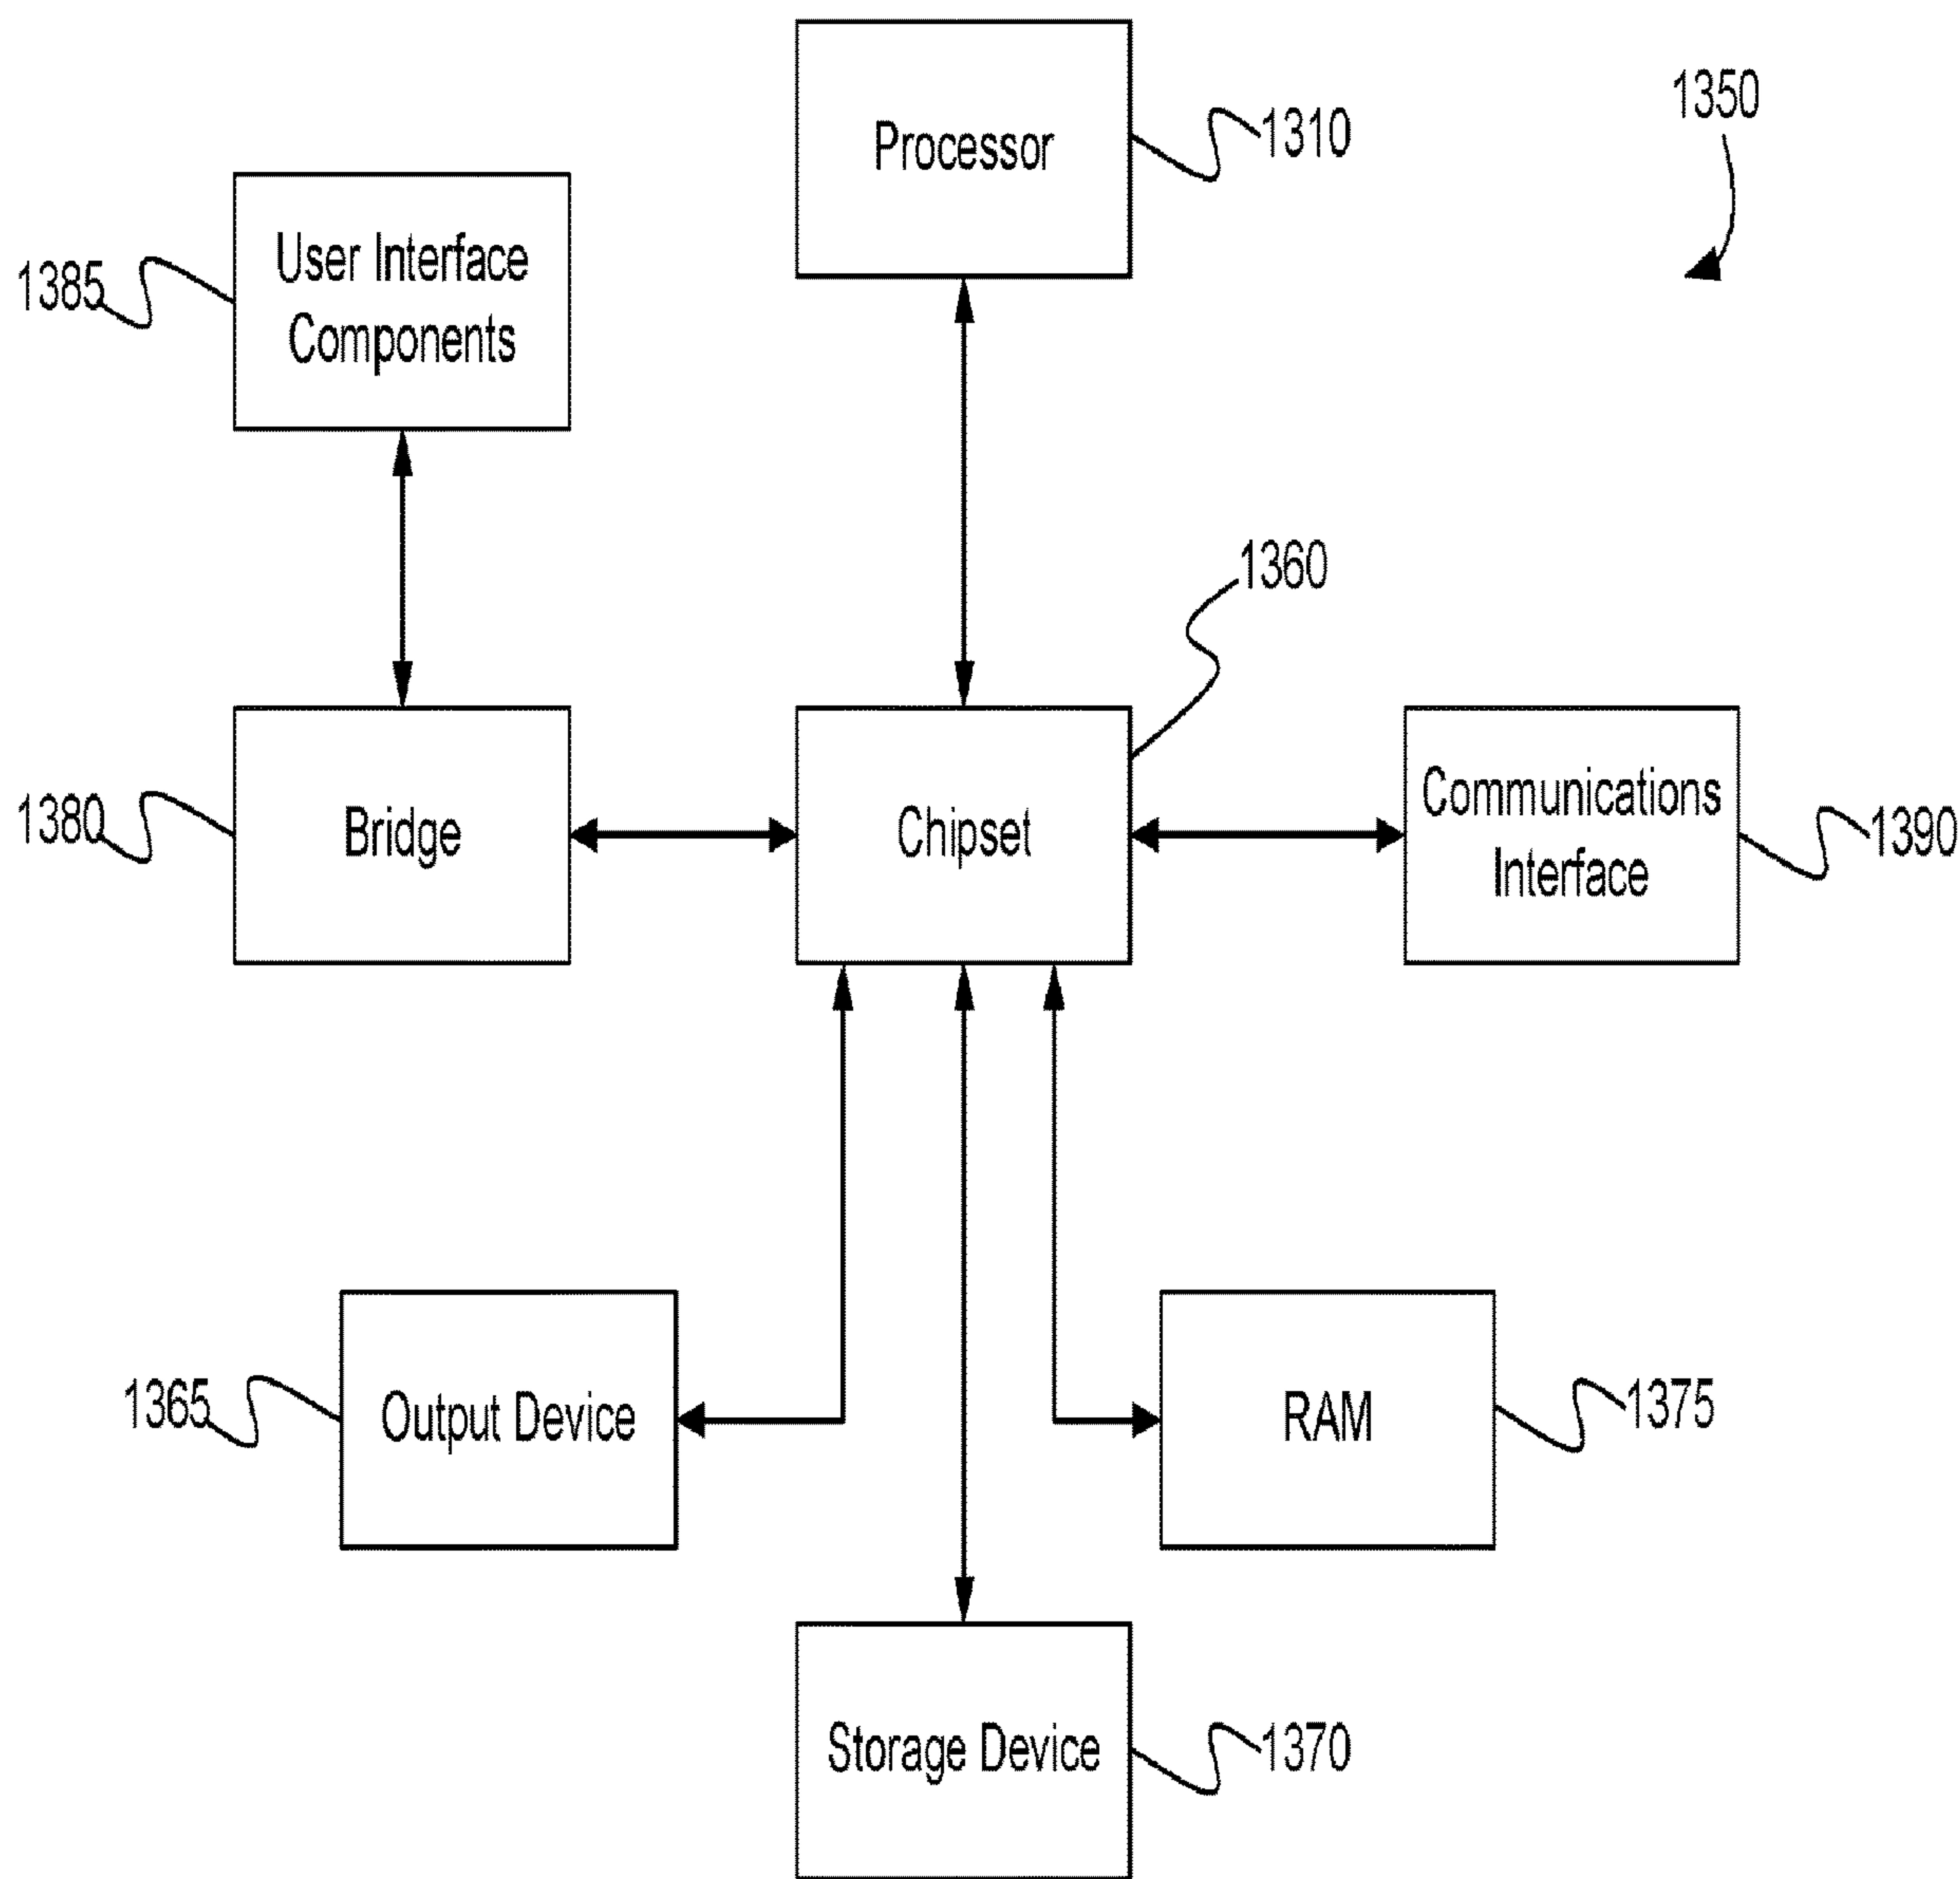 Processor
1310
1350
User Interface
Components
1385
1360
Bridge
1380
Chipset
Communications
Interface
1390
Output Device
1365
RAM
1375
Storage Device
1370